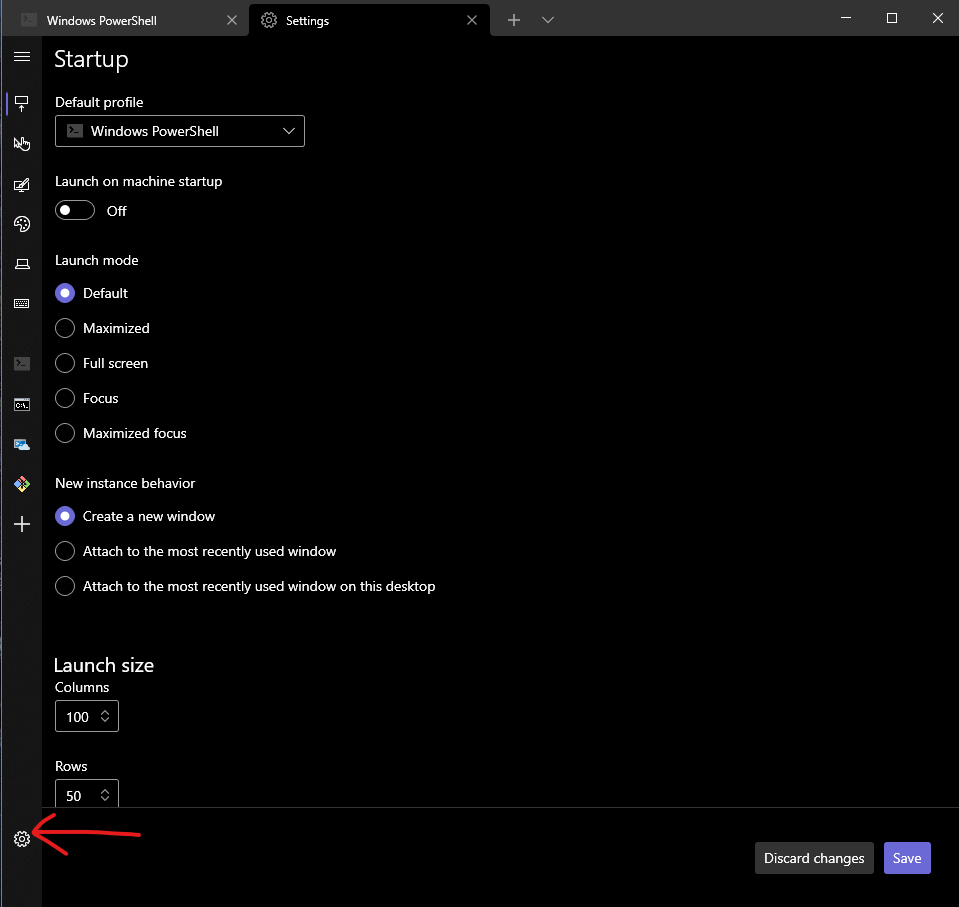 Windows PowerShell
Settings
Startup
Default profile
Windows PowerShell
Launch on machine startup
Off
Launch mode
Default
Maximized
Full screen
Focus
Maximized focus
New instance behavior
Create a new window
Attach to the most recently used window
Attach to the most recently used window on this desktop
Launch size
Columns
100
Rows
50
Discard changes
Save